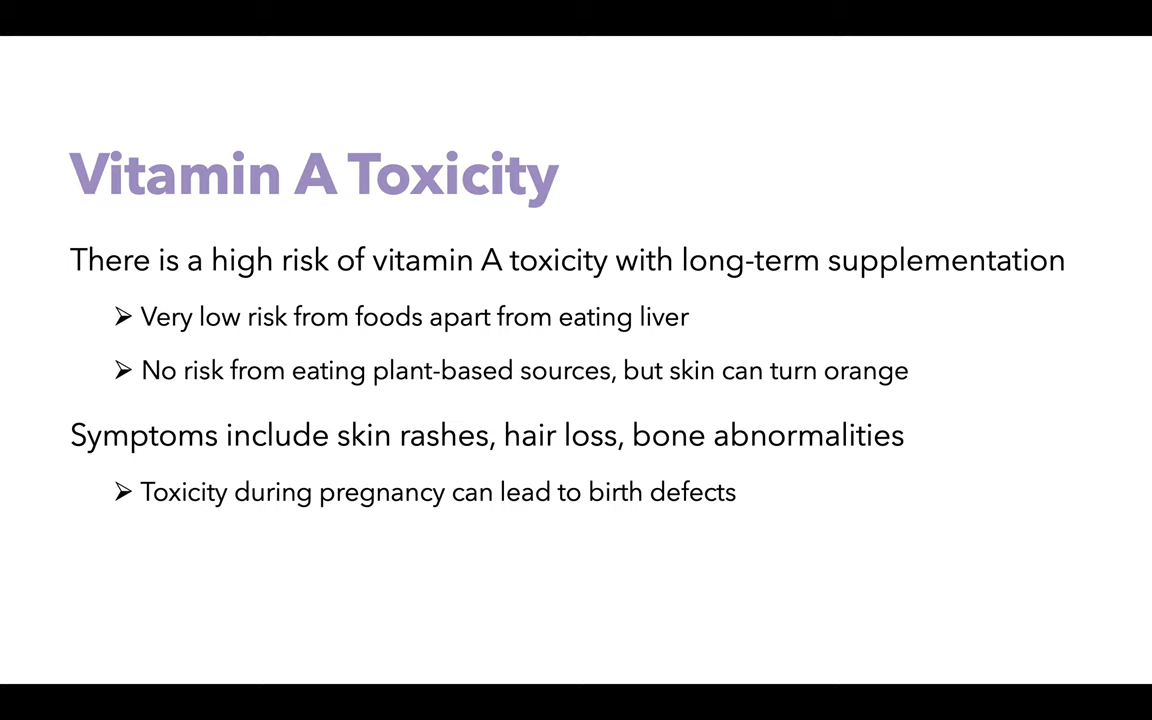 Vitamin A Toxicity
There is a high risk of vitamin A toxicity with long-term supplementation
➢ Very low risk from foods apart from eating liver
➢ No risk from eating plant-based sources, but skin can turn orange
Symptoms include skin rashes, hair loss, bone abnormalities
➢ Toxicity during pregnancy can lead to birth defects